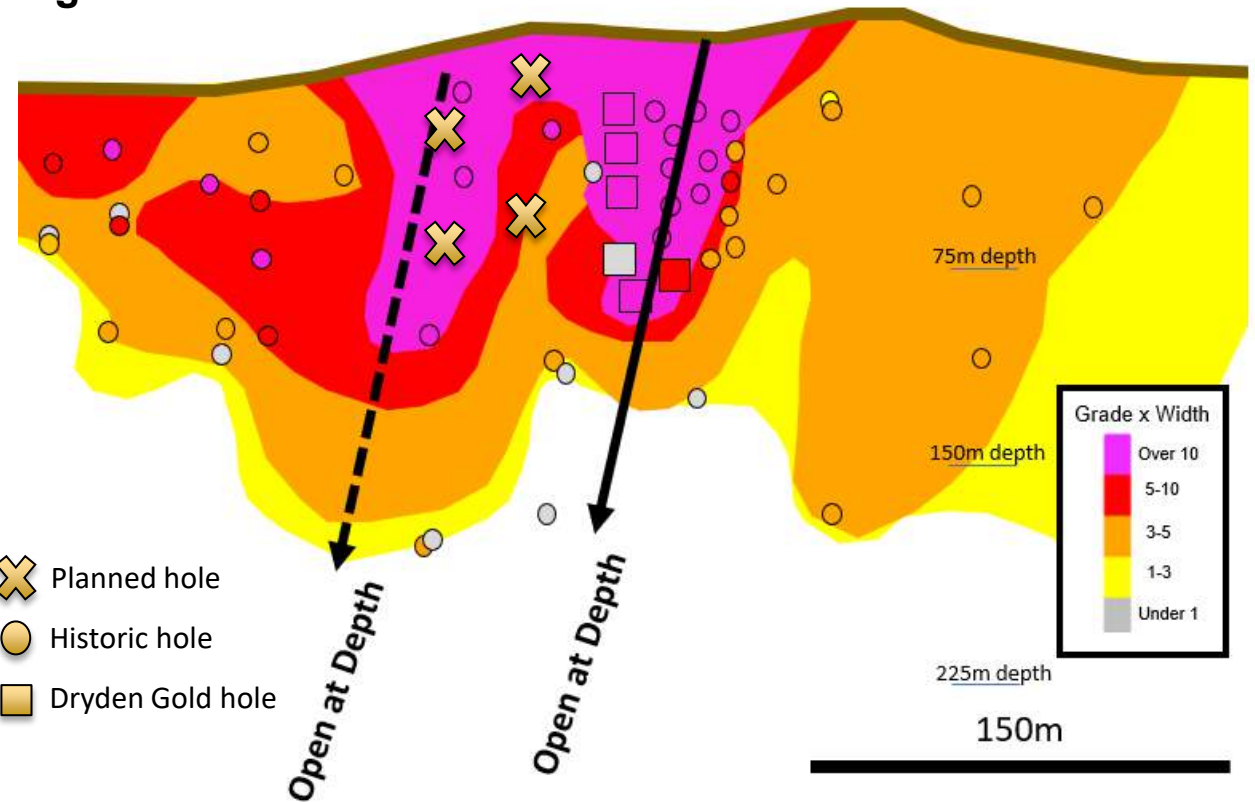 g
75m depth
150m depth
225m depth
150m
Grade x Width
Over 10
5-10
3-5
1-3
Under 1
Planned hole
Historic hole
Dryden Gold hole
Open at Depth
Open at Depth